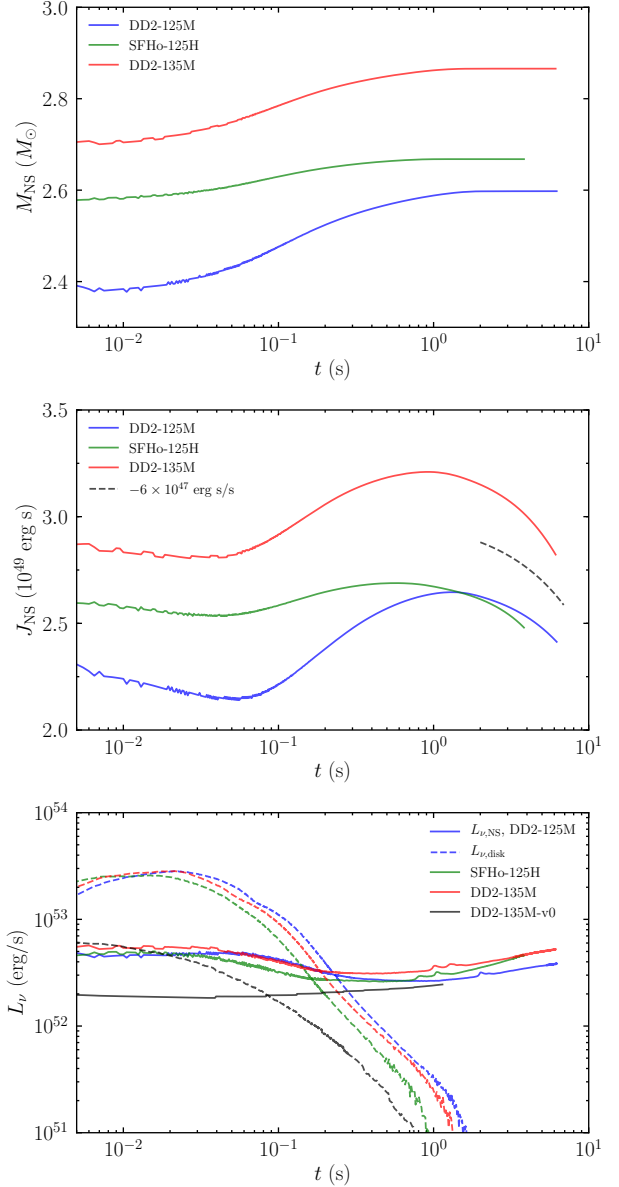 3.0
2.8
2.6
2.4
M_NS (M_⊙)
DD2-125M
SFHo-125H
DD2-135M
10^−2
10^−1
10^0
10^1
t (s)
3.5
3.0
2.5
2.0
J_NS (10^49 erg s)
DD2-125M
SFHo-125H
DD2-135M
−6 × 10^47 erg s/s
10^−2
10^−1
10^0
10^1
t (s)
10^54
10^53
10^52
10^51
L_ν (erg/s)
L_ν,NS, DD2-125M
L_ν,disk
SFHo-125H
DD2-135M
DD2-135M-v0
10^−2
10^−1
10^0
10^1
t (s)